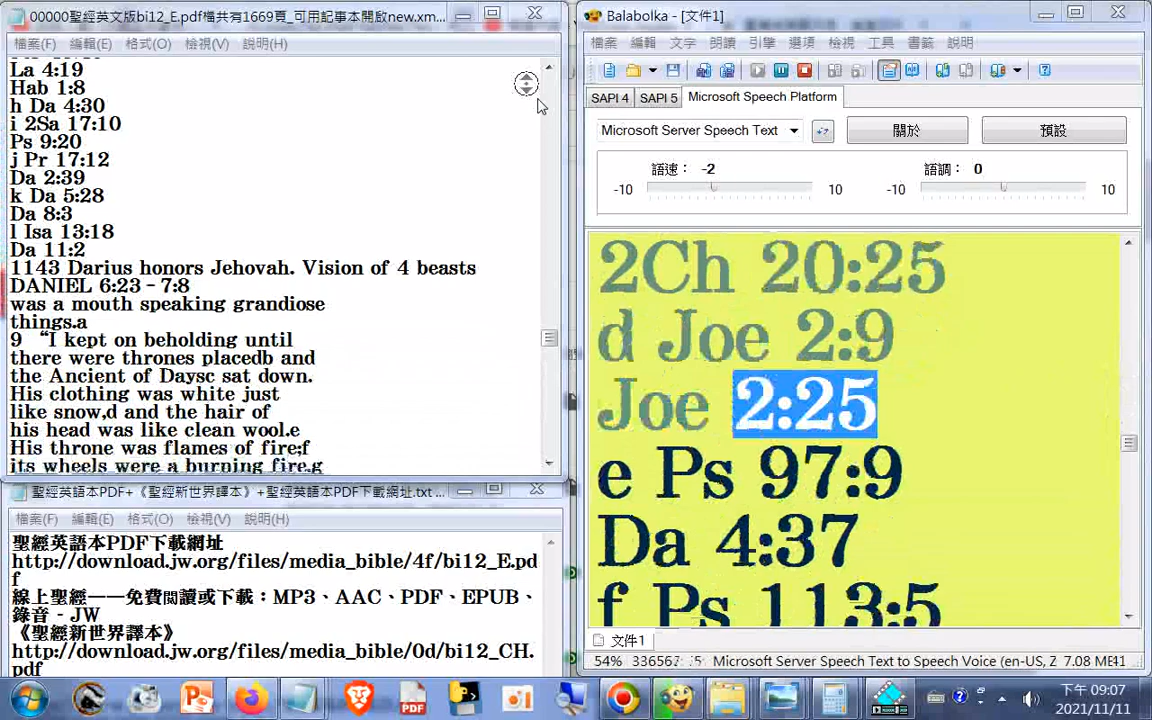 00000聖經英文版bi12_E.pdf檔共有1669頁_可用記事本開啟new.xm...
檔案(F) 編輯(E) 格式(O) 檢視(V) 說明(H)
La 4:19
Hab 1:8
h Da 4:30
i 2Sa 17:10
Ps 9:20
j Pr 17:12
Da 2:39
k Da 5:28
Da 8:3
l Isa 13:18
Da 11:2
1143 Darius honors Jehovah. Vision of 4 beasts
DANIEL 6:23–7:8
was a mouth speaking grandiose
things.a
9 “I kept on beholding until
there were thrones placedb and
the Ancient of Daysc sat down.
His clothing was white just
like snow,d and the hair of
his head was like clean wool.e
His throne was flames of fire;f
its wheels were a burning fire.g
聖經英語本PDF+《聖經新世界譯本》+聖經英語本PDF下載網址.txt ...
檔案(F) 編輯(E) 格式(O) 檢視(V) 說明(H)
聖經英語本PDF下載網址
http://download.jw.org/files/media_bible/4f/bi12_E.pd
f
線上聖經——免費閱讀或下載：MP3、AAC、PDF、EPUB、
錄音 - JW
《聖經新世界譯本》
http://download.jw.org/files/media_bible/0d/bi12_CH.
pdf
Balabolka - [文件1]
檔案 編輯 文字 朗讀 引擎 選項 檢視 工具 書籤 說明
SAPI 4 SAPI 5 Microsoft Speech Platform
Microsoft Server Speech Text 關於 預設
語速： -2 語調： 0
-10 10 -10 10
2Ch 20:25
d Joe 2:9
Joe 2:25
e Ps 97:9
Da 4:37
f Ps 113:5
文件1
54% Microsoft Server Speech Text to Speech Voice (en-US, Z 7.08 MB
PDF
下午 09:07
2021/11/11